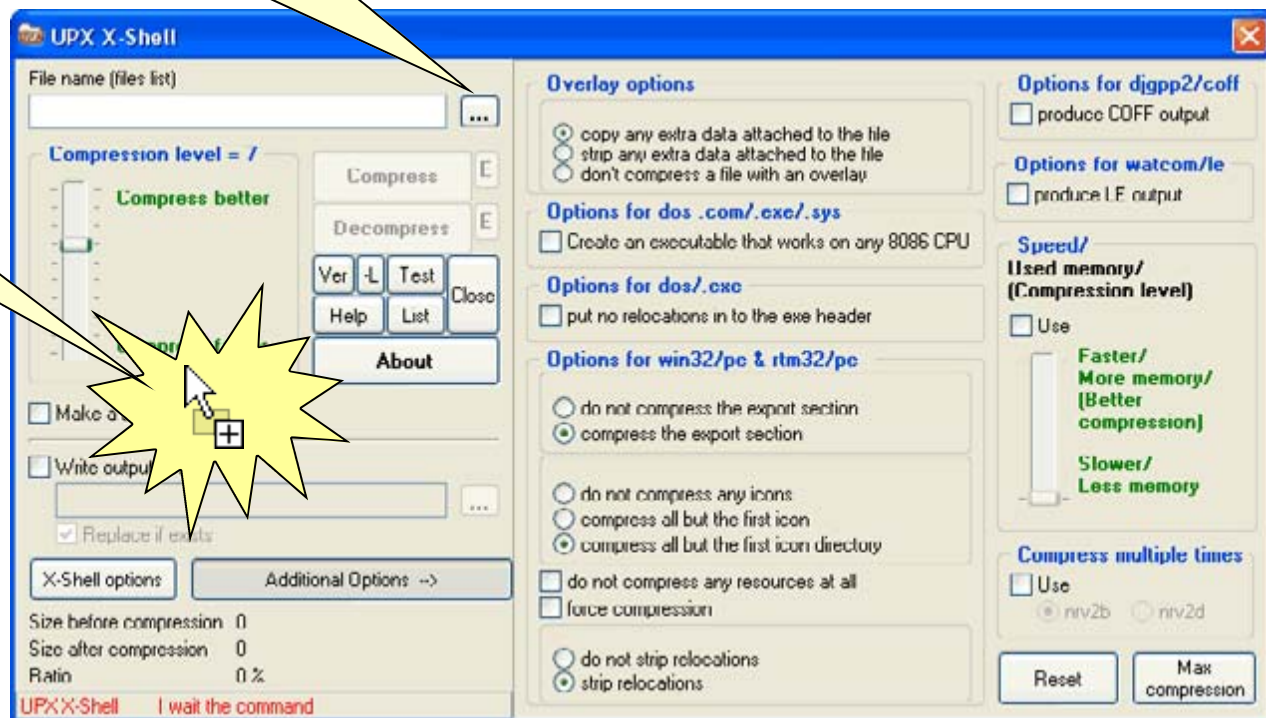 UPX X-Shell
File name (files list)
...
Compression level = 7
Compress better
Compress
E
Decompress
E
Ver
-L
Test
Close
Help
List
About
Make a
Write outpu
...
Replace if exists
X-Shell options
Additional Options -->
Size before compression 0
Size after compression 0
Ratio 0 %
UPX X-Shell I wait the command
Overlay options
copy any extra data attached to the file
strip any extra data attached to the file
don't compress a file with an overlay
Options for dos .com/.exe/.sys
Create an executable that works on any 8086 CPU
Options for dos/.exe
put no relocations in to the exe header
Options for win32/pe & rtm32/pe
do not compress the export section
compress the export section
do not compress any icons
compress all but the first icon
compress all but the first icon directory
do not compress any resources at all
force compression
do not strip relocations
strip relocations
Options for djgpp2/coff
produce COFF output
Options for watcom/le
produce LE output
Speed/
Used memory/
(Compression level)
Use
Faster/
More memory/
(Better
compression)
Slower/
Less memory
Compress multiple times
Use
nrv2b
nrv2d
Reset
Max
compression